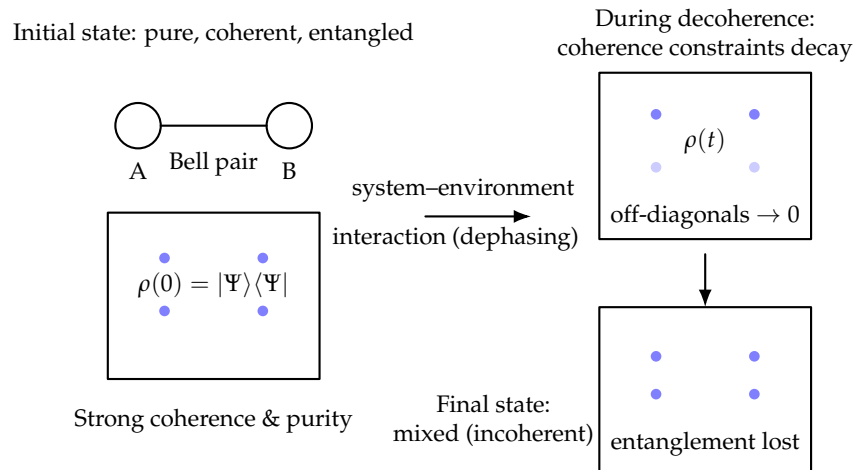 Initial state: pure, coherent, entangled
A
Bell pair
B
ρ(0) = |Ψ⟩⟨Ψ|
Strong coherence & purity
system–environment
interaction (dephasing)
During decoherence:
coherence constraints decay
ρ(t)
off-diagonals → 0
Final state:
mixed (incoherent)
entanglement lost